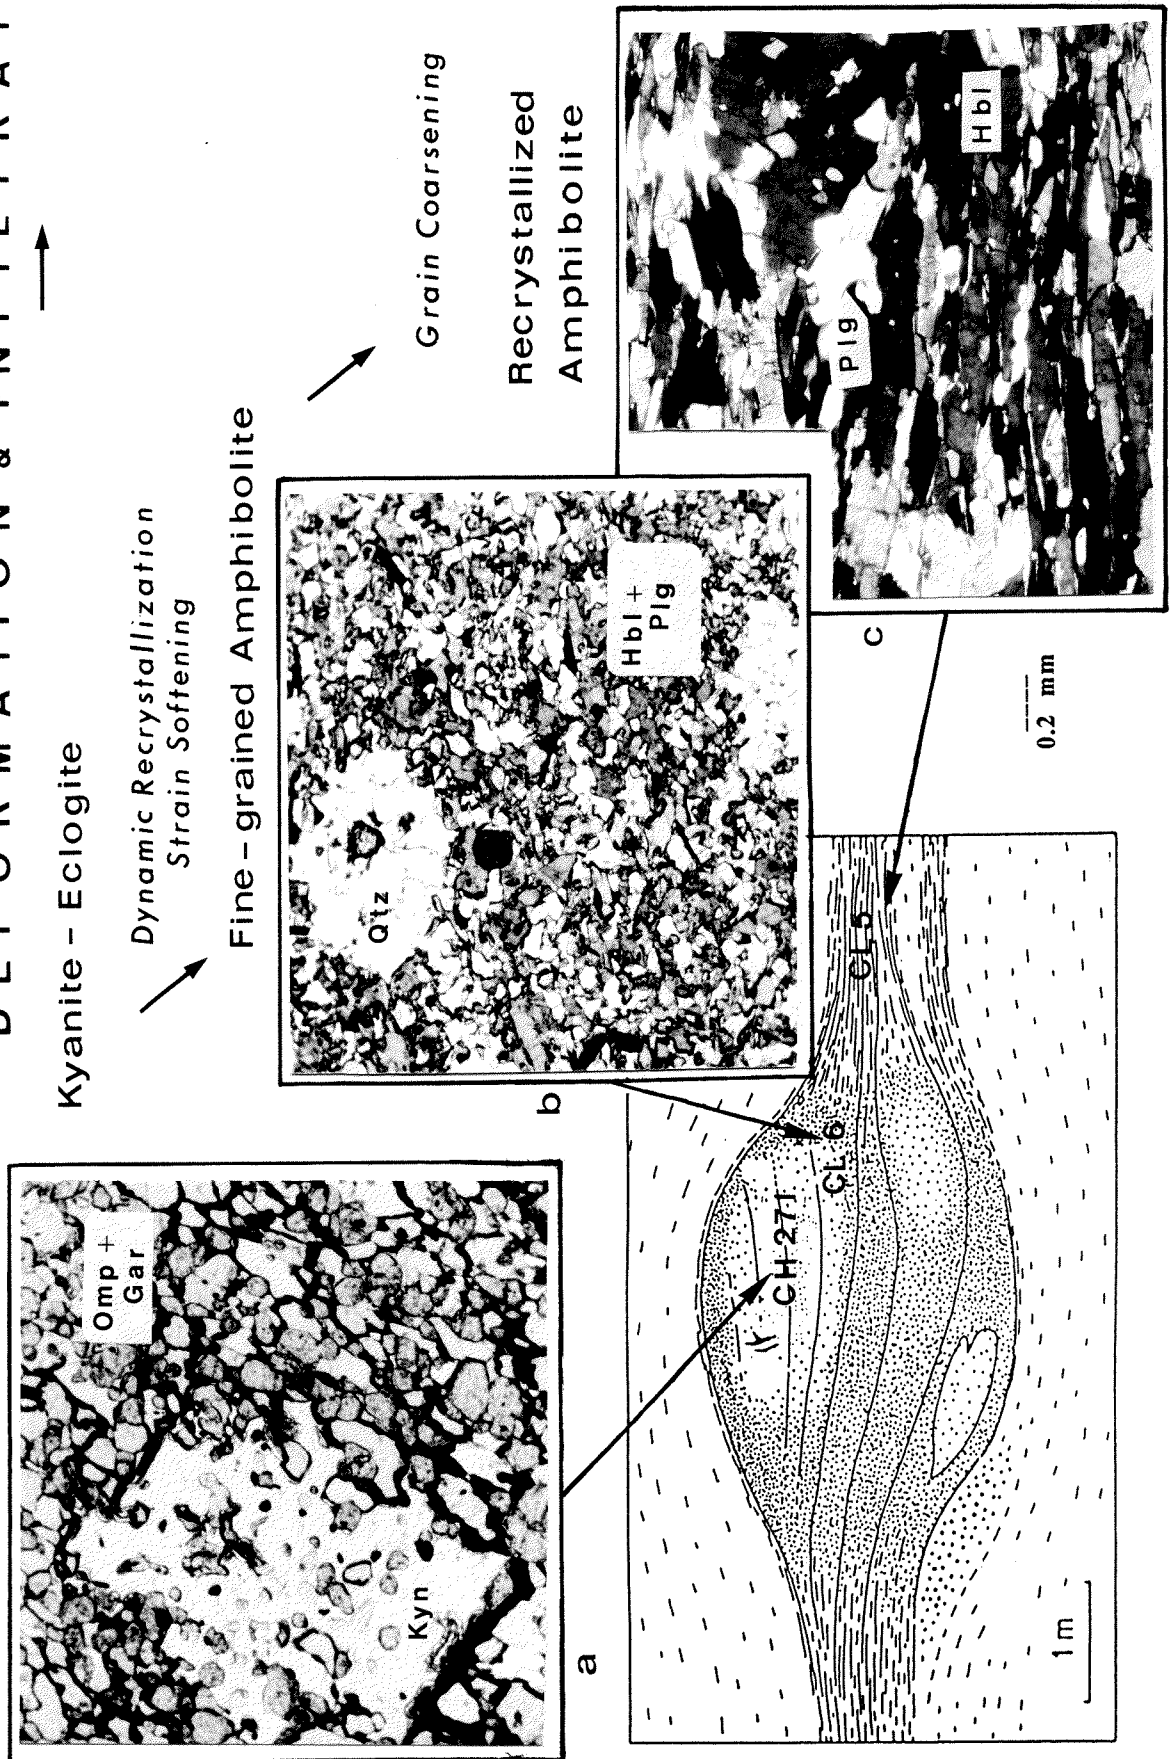 DEFORMATION &
Kyanite – Eclogite
Dynamic Recrystallization
Strain Softening
Fine – grained Amphibolite
Grain Coarsening
Recrystallized
Amphibolite
Omp +
Gar
Kyn
a
Qtz
Hbl +
Plg
b
Plg
Hbl
c
0.2 mm
CH 271
CL 6
CL 5
1m